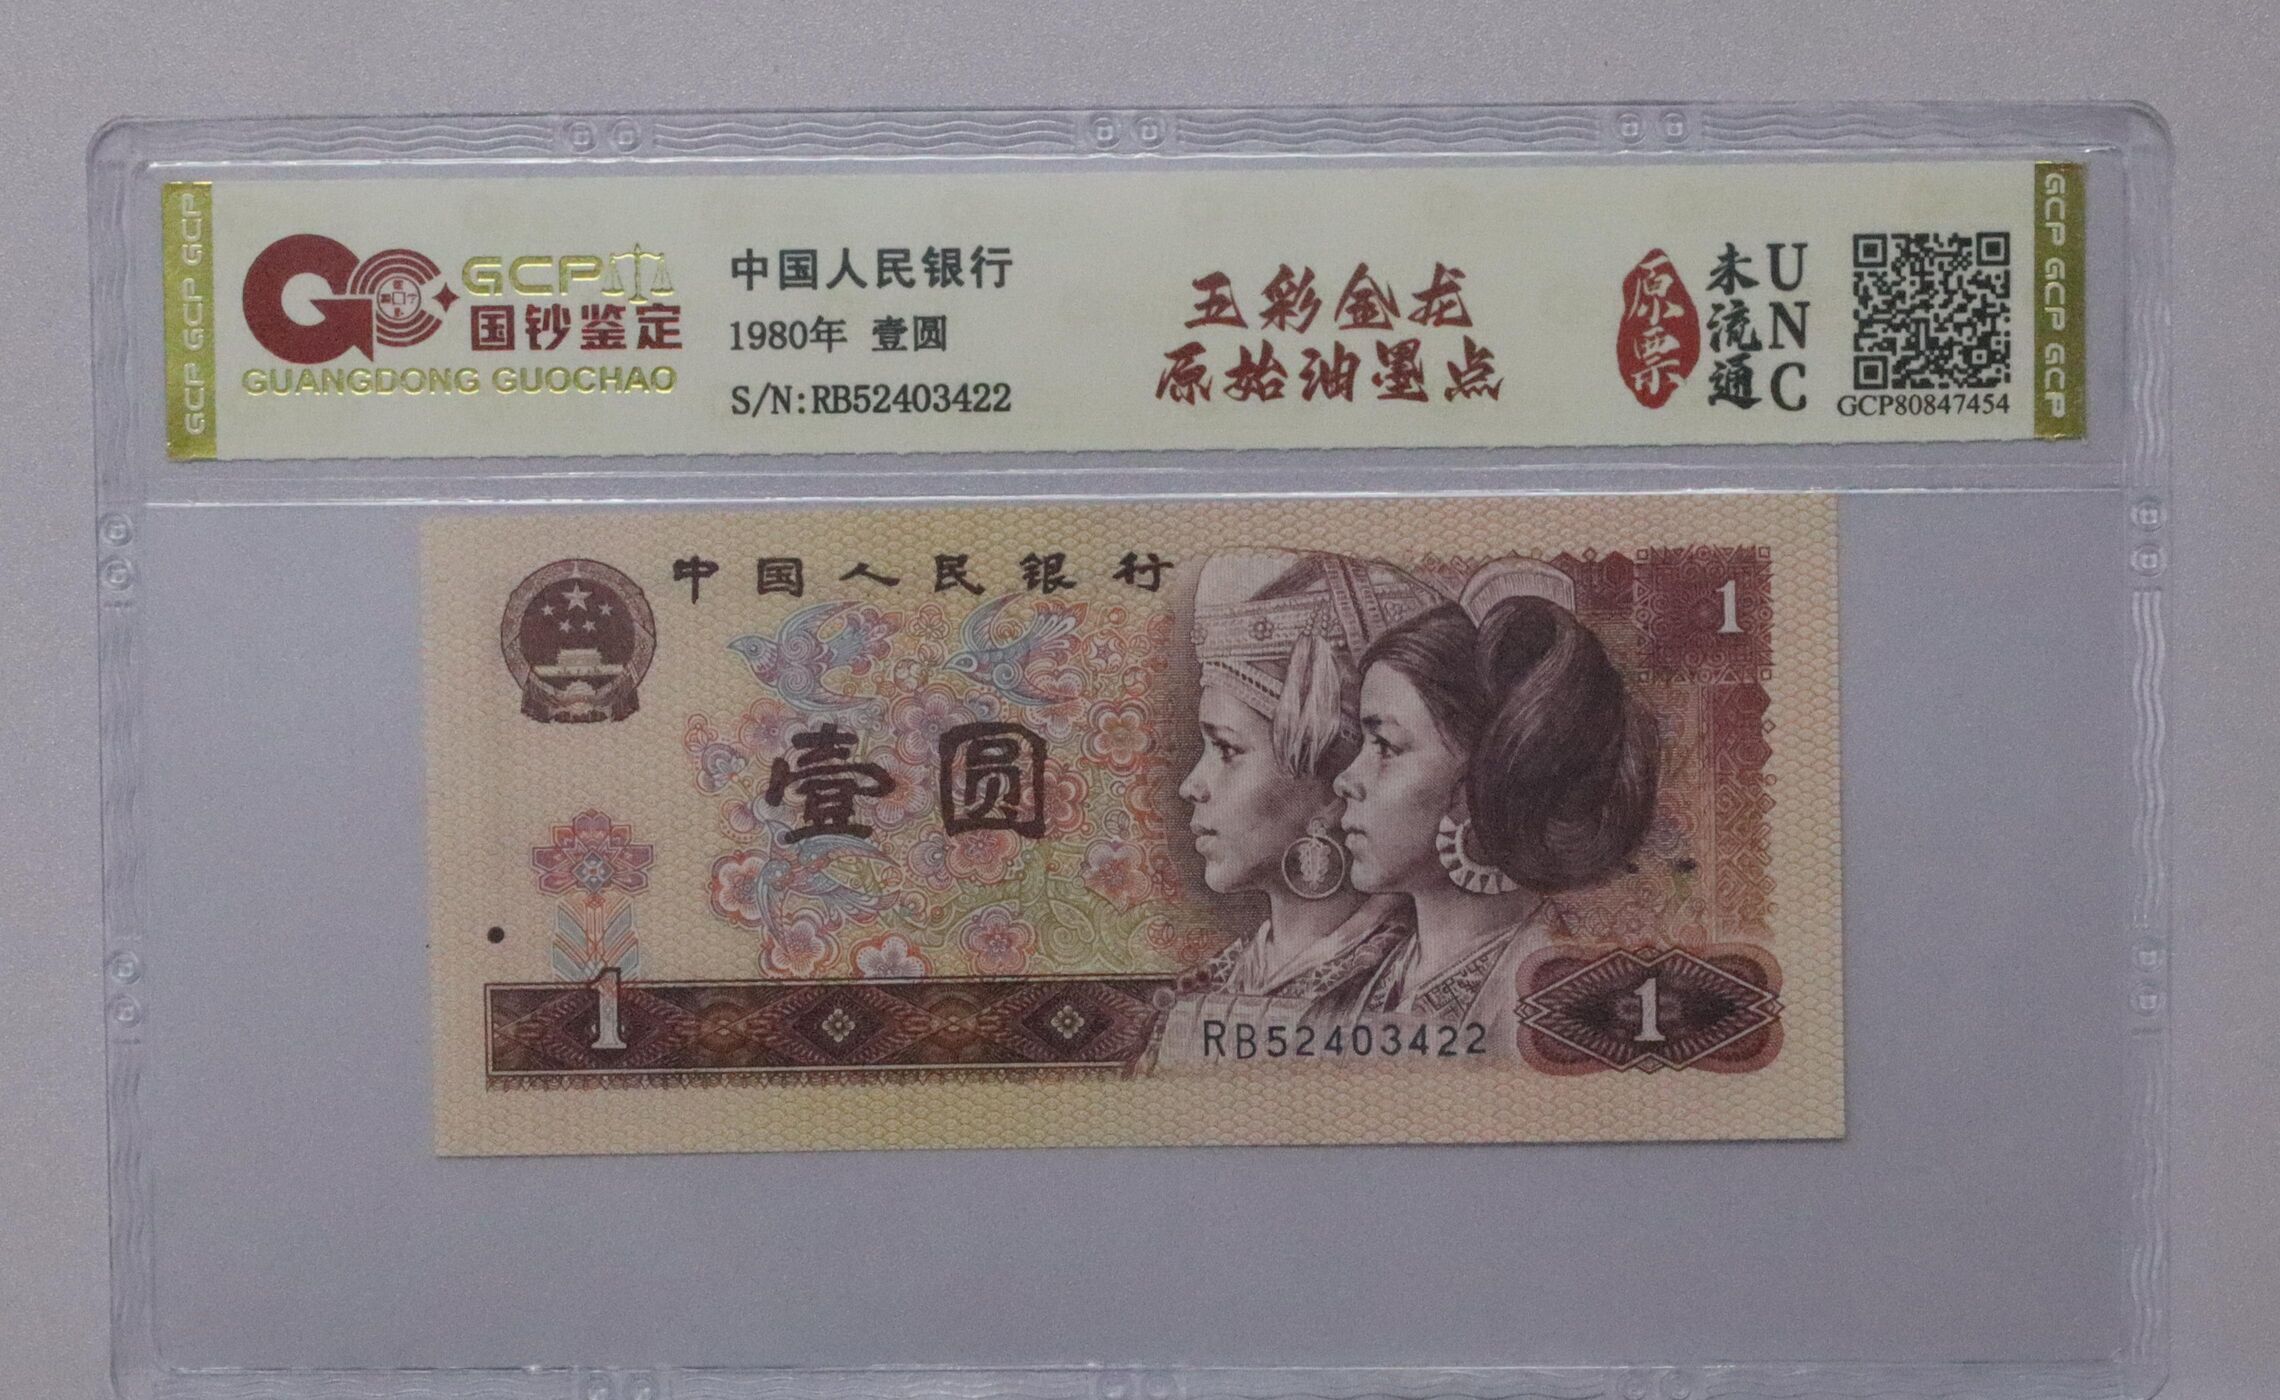 GCP GCP GCP
GCP
国钞鉴定
GUANGDONG GUOCHAO
中国人民银行
1980年 壹圆
S/N:RB52403422
五彩金龙
原始油墨点
原票
未流通
UNC
GCP80847454
GCP GCP GCP
中国人民银行
1
壹圆
1
RB52403422
1